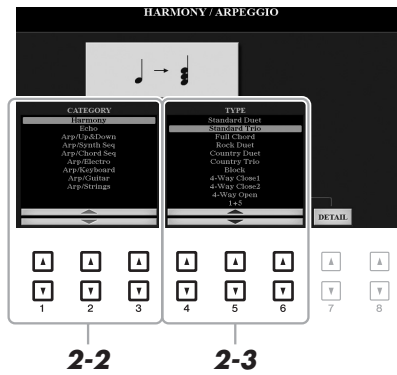 HARMONY / ARPEGGIO
CATEGORY
Harmony
Echo
Arp/Up&Down
Arp/Synth Seq
Arp/Chord Seq
Arp/Electro
Arp/Keyboard
Arp/Guitar
Arp/Strings
TYPE
Standard Duet
Standard Trio
Full Chord
Rock Duet
Country Duet
Country Trio
Block
4-Way Close1
4-Way Close2
4-Way Open
1+5
DETAIL
1 2 3 4 5 6 7 8
2-2 2-3